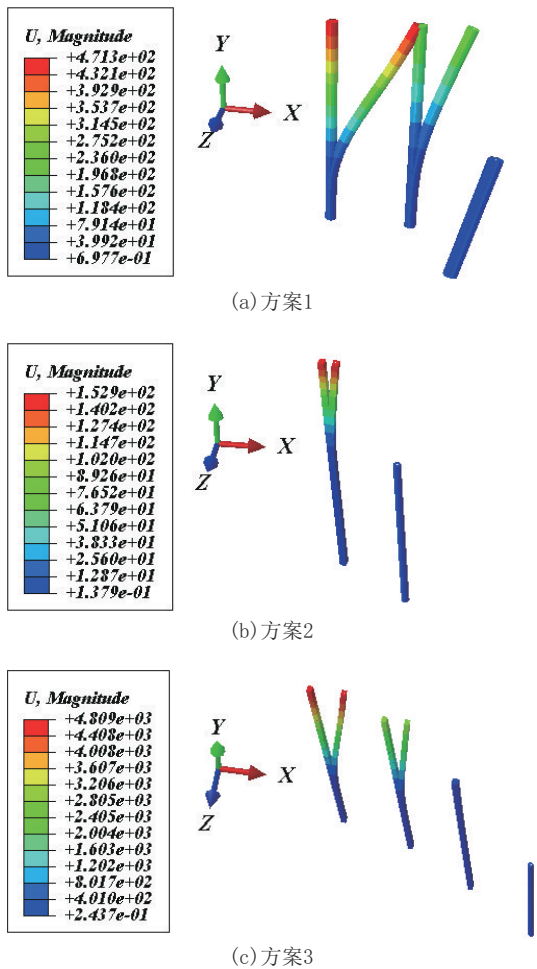 U, Magnitude
+4.713e+02
+4.321e+02
+3.929e+02
+3.537e+02
+3.145e+02
+2.752e+02
+2.360e+02
+1.968e+02
+1.576e+02
+1.184e+02
+7.914e+01
+3.992e+01
+6.977e-01
Y
X
Z
(a)方案1
U, Magnitude
+1.529e+02
+1.402e+02
+1.274e+02
+1.147e+02
+1.020e+02
+8.926e+01
+7.652e+01
+6.379e+01
+5.106e+01
+3.833e+01
+2.560e+01
+1.287e+01
+1.379e-01
Y
X
Z
(b)方案2
U, Magnitude
+4.809e+03
+4.408e+03
+4.008e+03
+3.607e+03
+3.206e+03
+2.805e+03
+2.405e+03
+2.004e+03
+1.603e+03
+1.202e+03
+8.017e+02
+4.010e+02
+2.437e-01
Y
X
Z
(c)方案3